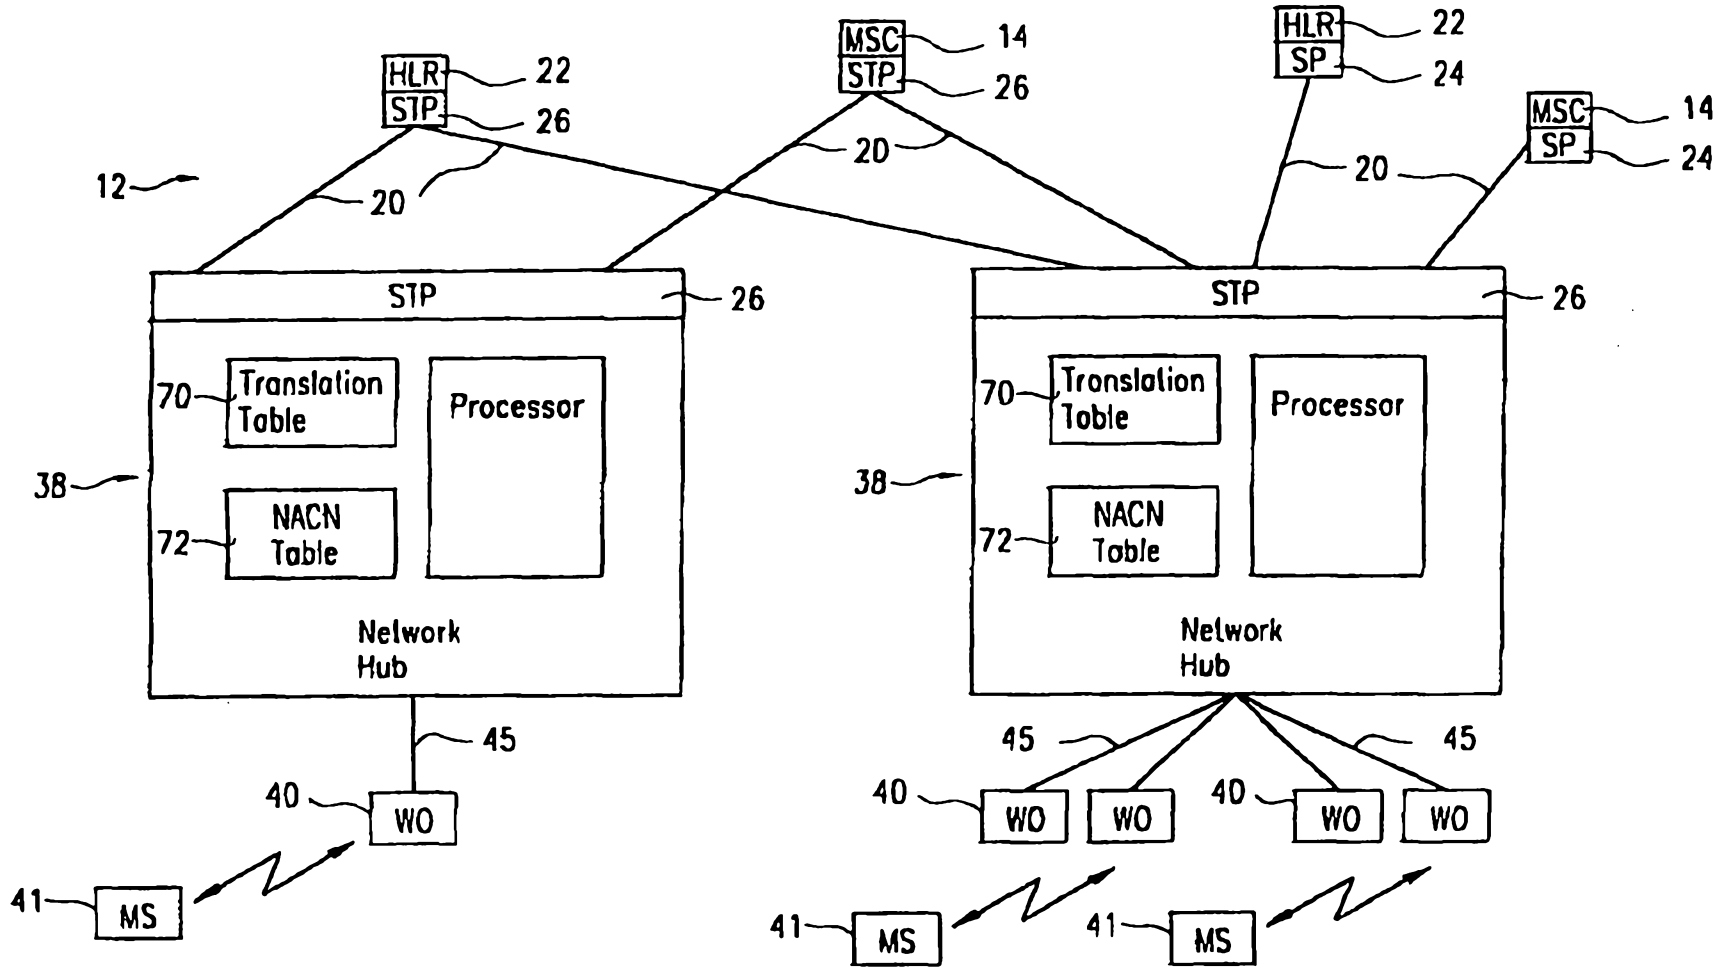 HLR 22
STP 26
MSC 14
STP 26
HLR 22
SP 24
MSC 14
SP 24
12
20
20
20
STP 26
STP 26
70 Translation
Table
Processor
70 Translation
Table
Processor
38
38
72 NACN
Table
72 NACN
Table
Network
Hub
Network
Hub
45
45
45
40 WO
40 WO
WO
40 WO
WO
41 MS
41 MS
41 MS